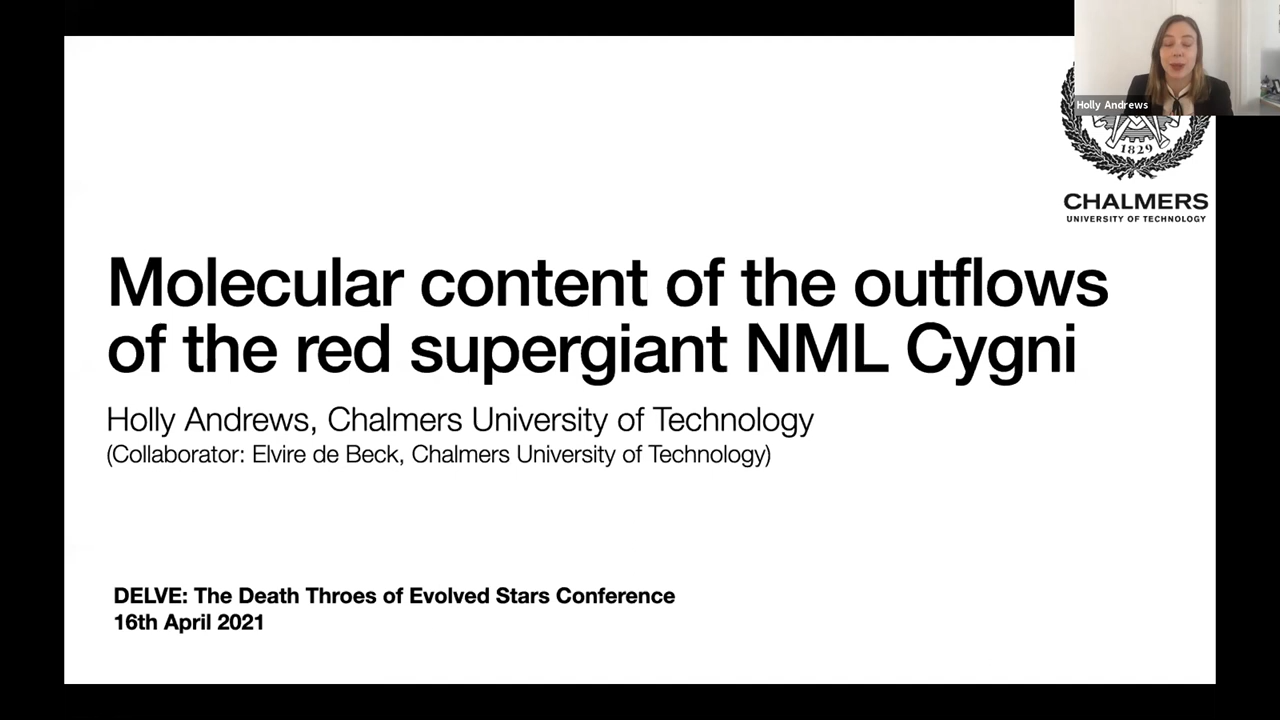 Holly Andrews
1829
CHALMERS
UNIVERSITY OF TECHNOLOGY
Molecular content of the outflows
of the red supergiant NML Cygni
Holly Andrews, Chalmers University of Technology
(Collaborator: Elvire de Beck, Chalmers University of Technology)
DELVE: The Death Throes of Evolved Stars Conference
16th April 2021